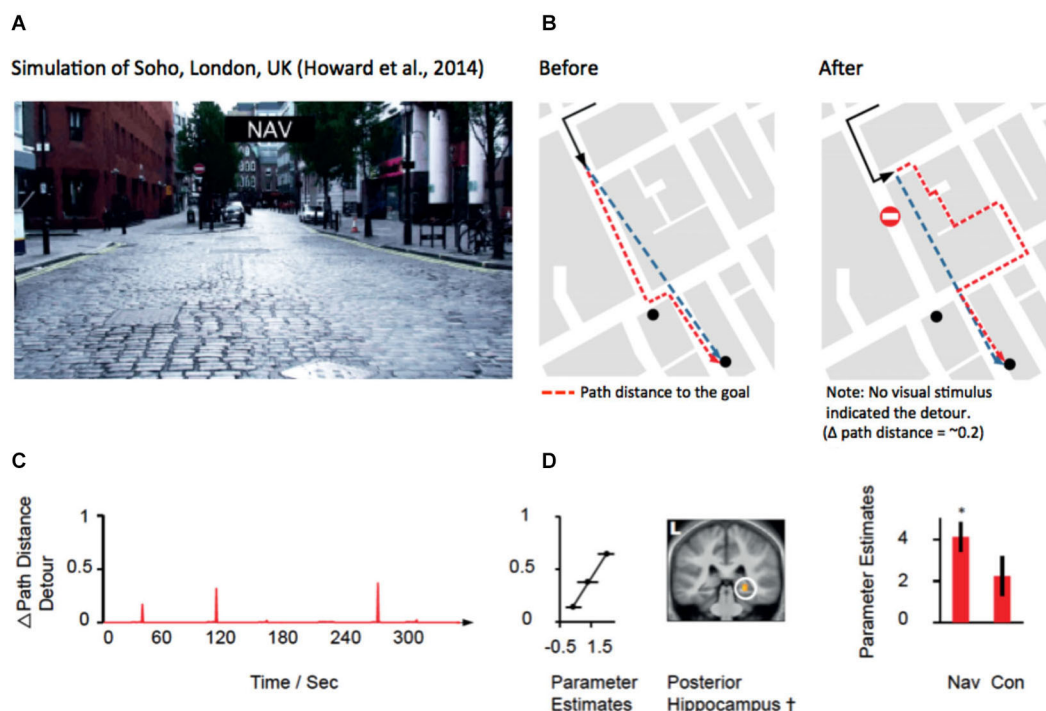 A
B
Simulation of Soho, London, UK (Howard et al., 2014)
Before
After
NAV
Path distance to the goal
Note: No visual stimulus
indicated the detour.
(Δ path distance = ~0.2)
C
D
△Path Distance
Detour
1
0.5
0
0 60 120 180 240 300
Time / Sec
1
0.5
0
-0.5 1.5
Parameter
Estimates
L
Posterior
Hippocampus †
Parameter Estimates
4
2
0
*
Nav Con